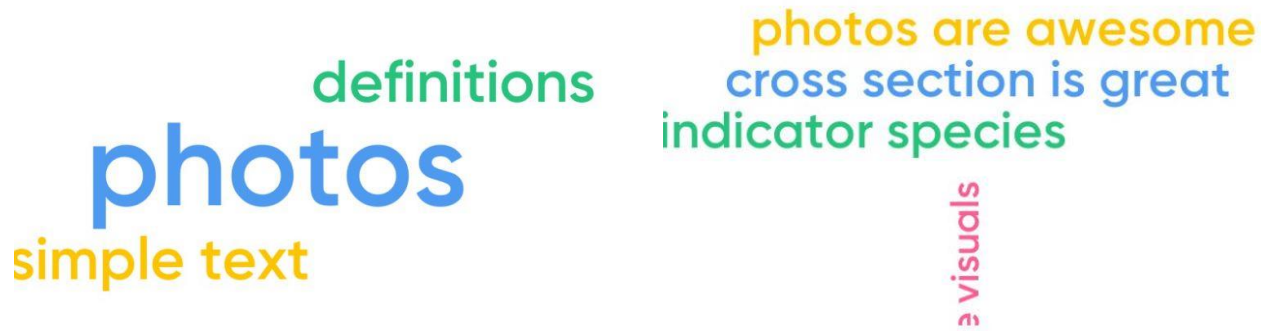 definitions
photos
simple text
photos are awesome
cross section is great
indicator species
e visuals